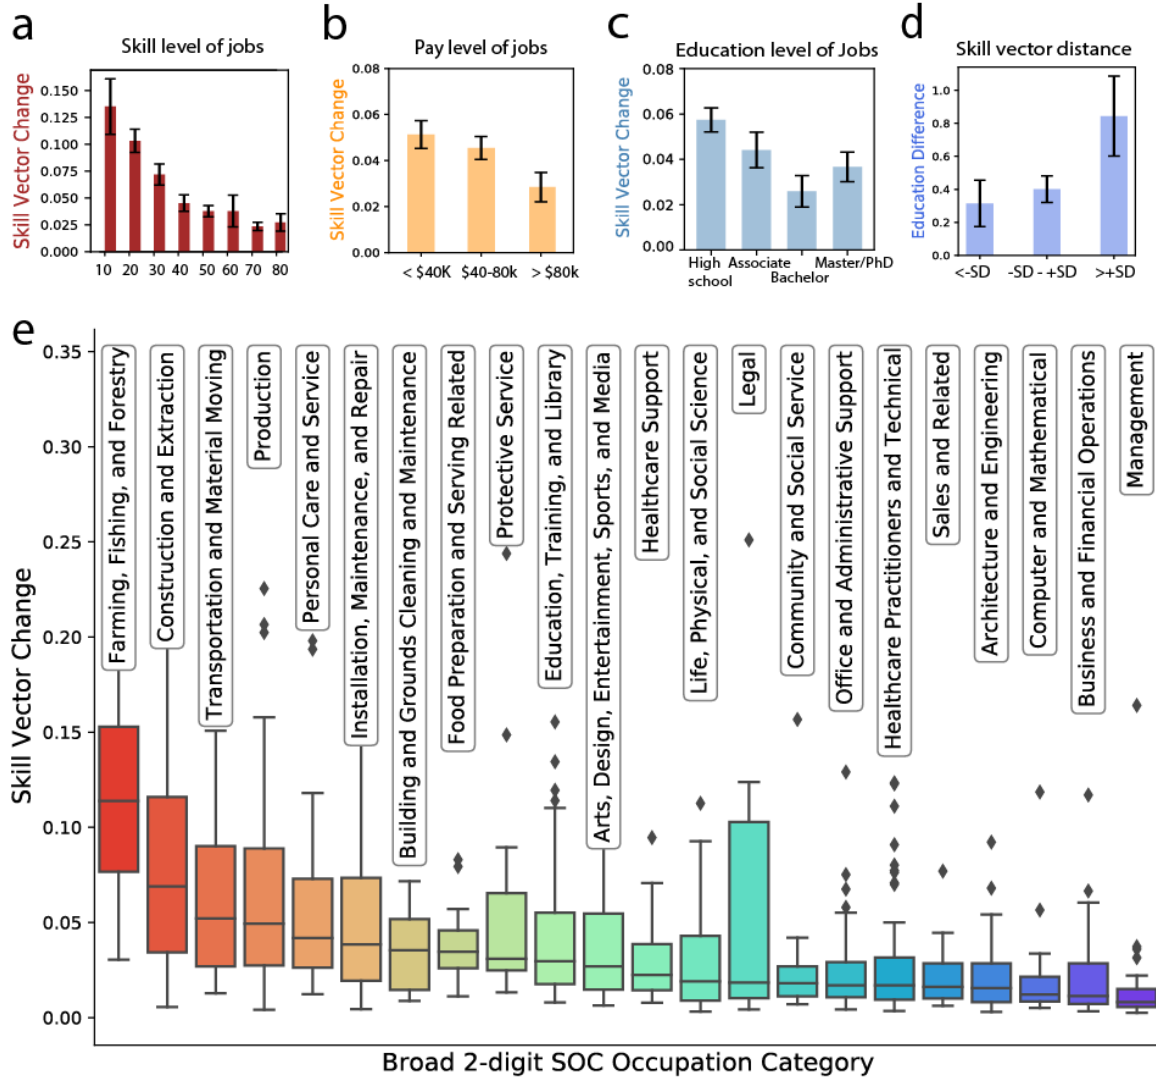 a
Skill level of jobs
Skill Vector Change
0.150
0.125
0.100
0.075
0.050
0.025
0.000
10 20 30 40 50 60 70 80
b
Pay level of jobs
Skill Vector Change
0.08
0.06
0.04
0.02
0.00
< $40K $40-80k > $80k
c
Education level of Jobs
Skill Vector Change
0.08
0.06
0.04
0.02
0.00
High school Associate Bachelor Master/PhD
d
Skill vector distance
Education Difference
1.0
0.8
0.6
0.4
0.2
0.0
<-SD -SD - +SD >+SD
e
Skill Vector Change
0.35
0.30
0.25
0.20
0.15
0.10
0.05
0.00
Farming, Fishing, and Forestry
Construction and Extraction
Transportation and Material Moving
Production
Personal Care and Service
Installation, Maintenance, and Repair
Building and Grounds Cleaning and Maintenance
Food Preparation and Serving Related
Protective Service
Education, Training, and Library
Arts, Design, Entertainment, Sports, and Media
Healthcare Support
Life, Physical, and Social Science
Legal
Community and Social Service
Office and Administrative Support
Healthcare Practitioners and Technical
Sales and Related
Architecture and Engineering
Computer and Mathematical
Business and Financial Operations
Management
Broad 2-digit SOC Occupation Category